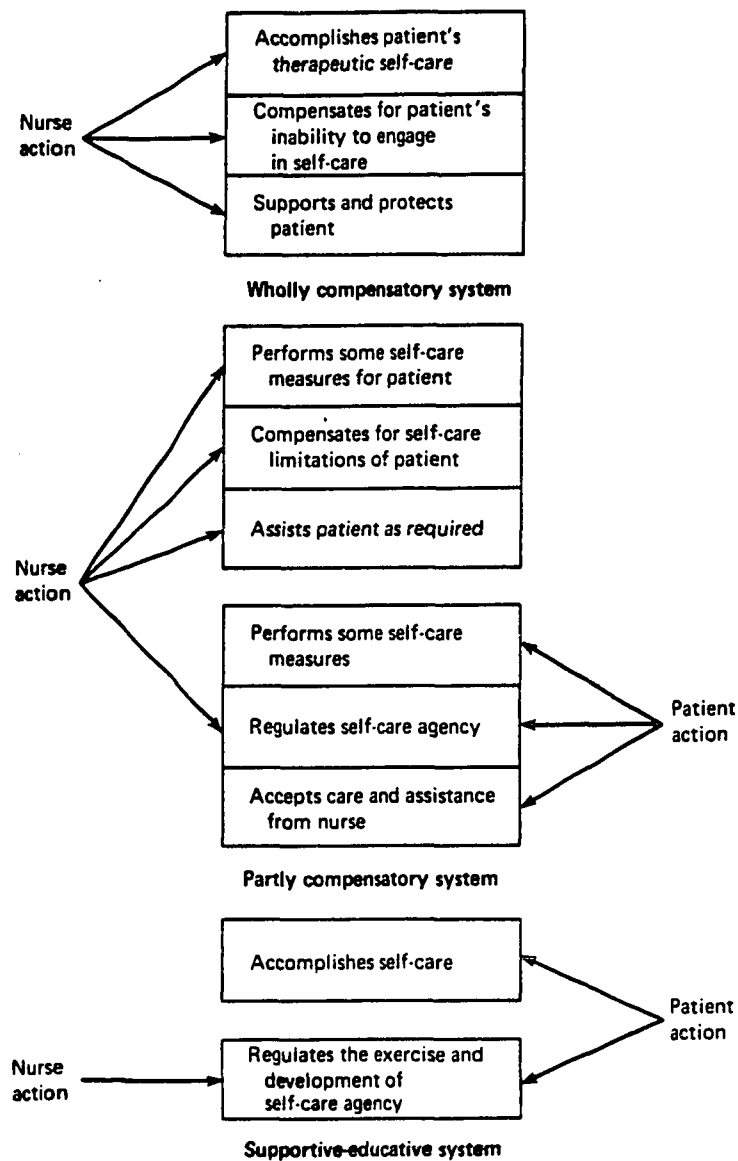 Accomplishes patient's
therapeutic self-care
Nurse
action
Compensates for patient's
inability to engage
in self-care
Supports and protects
patient
Wholly compensatory system
Performs some self-care
measures for patient
Compensates for self-care
limitations of patient
Assists patient as required
Nurse
action
Performs some self-care
measures
Regulates self-care agency
Patient
action
Accepts care and assistance
from nurse
Partly compensatory system
Accomplishes self-care
Patient
action
Nurse
action
Regulates the exercise and
development of
self-care agency
Supportive-educative system